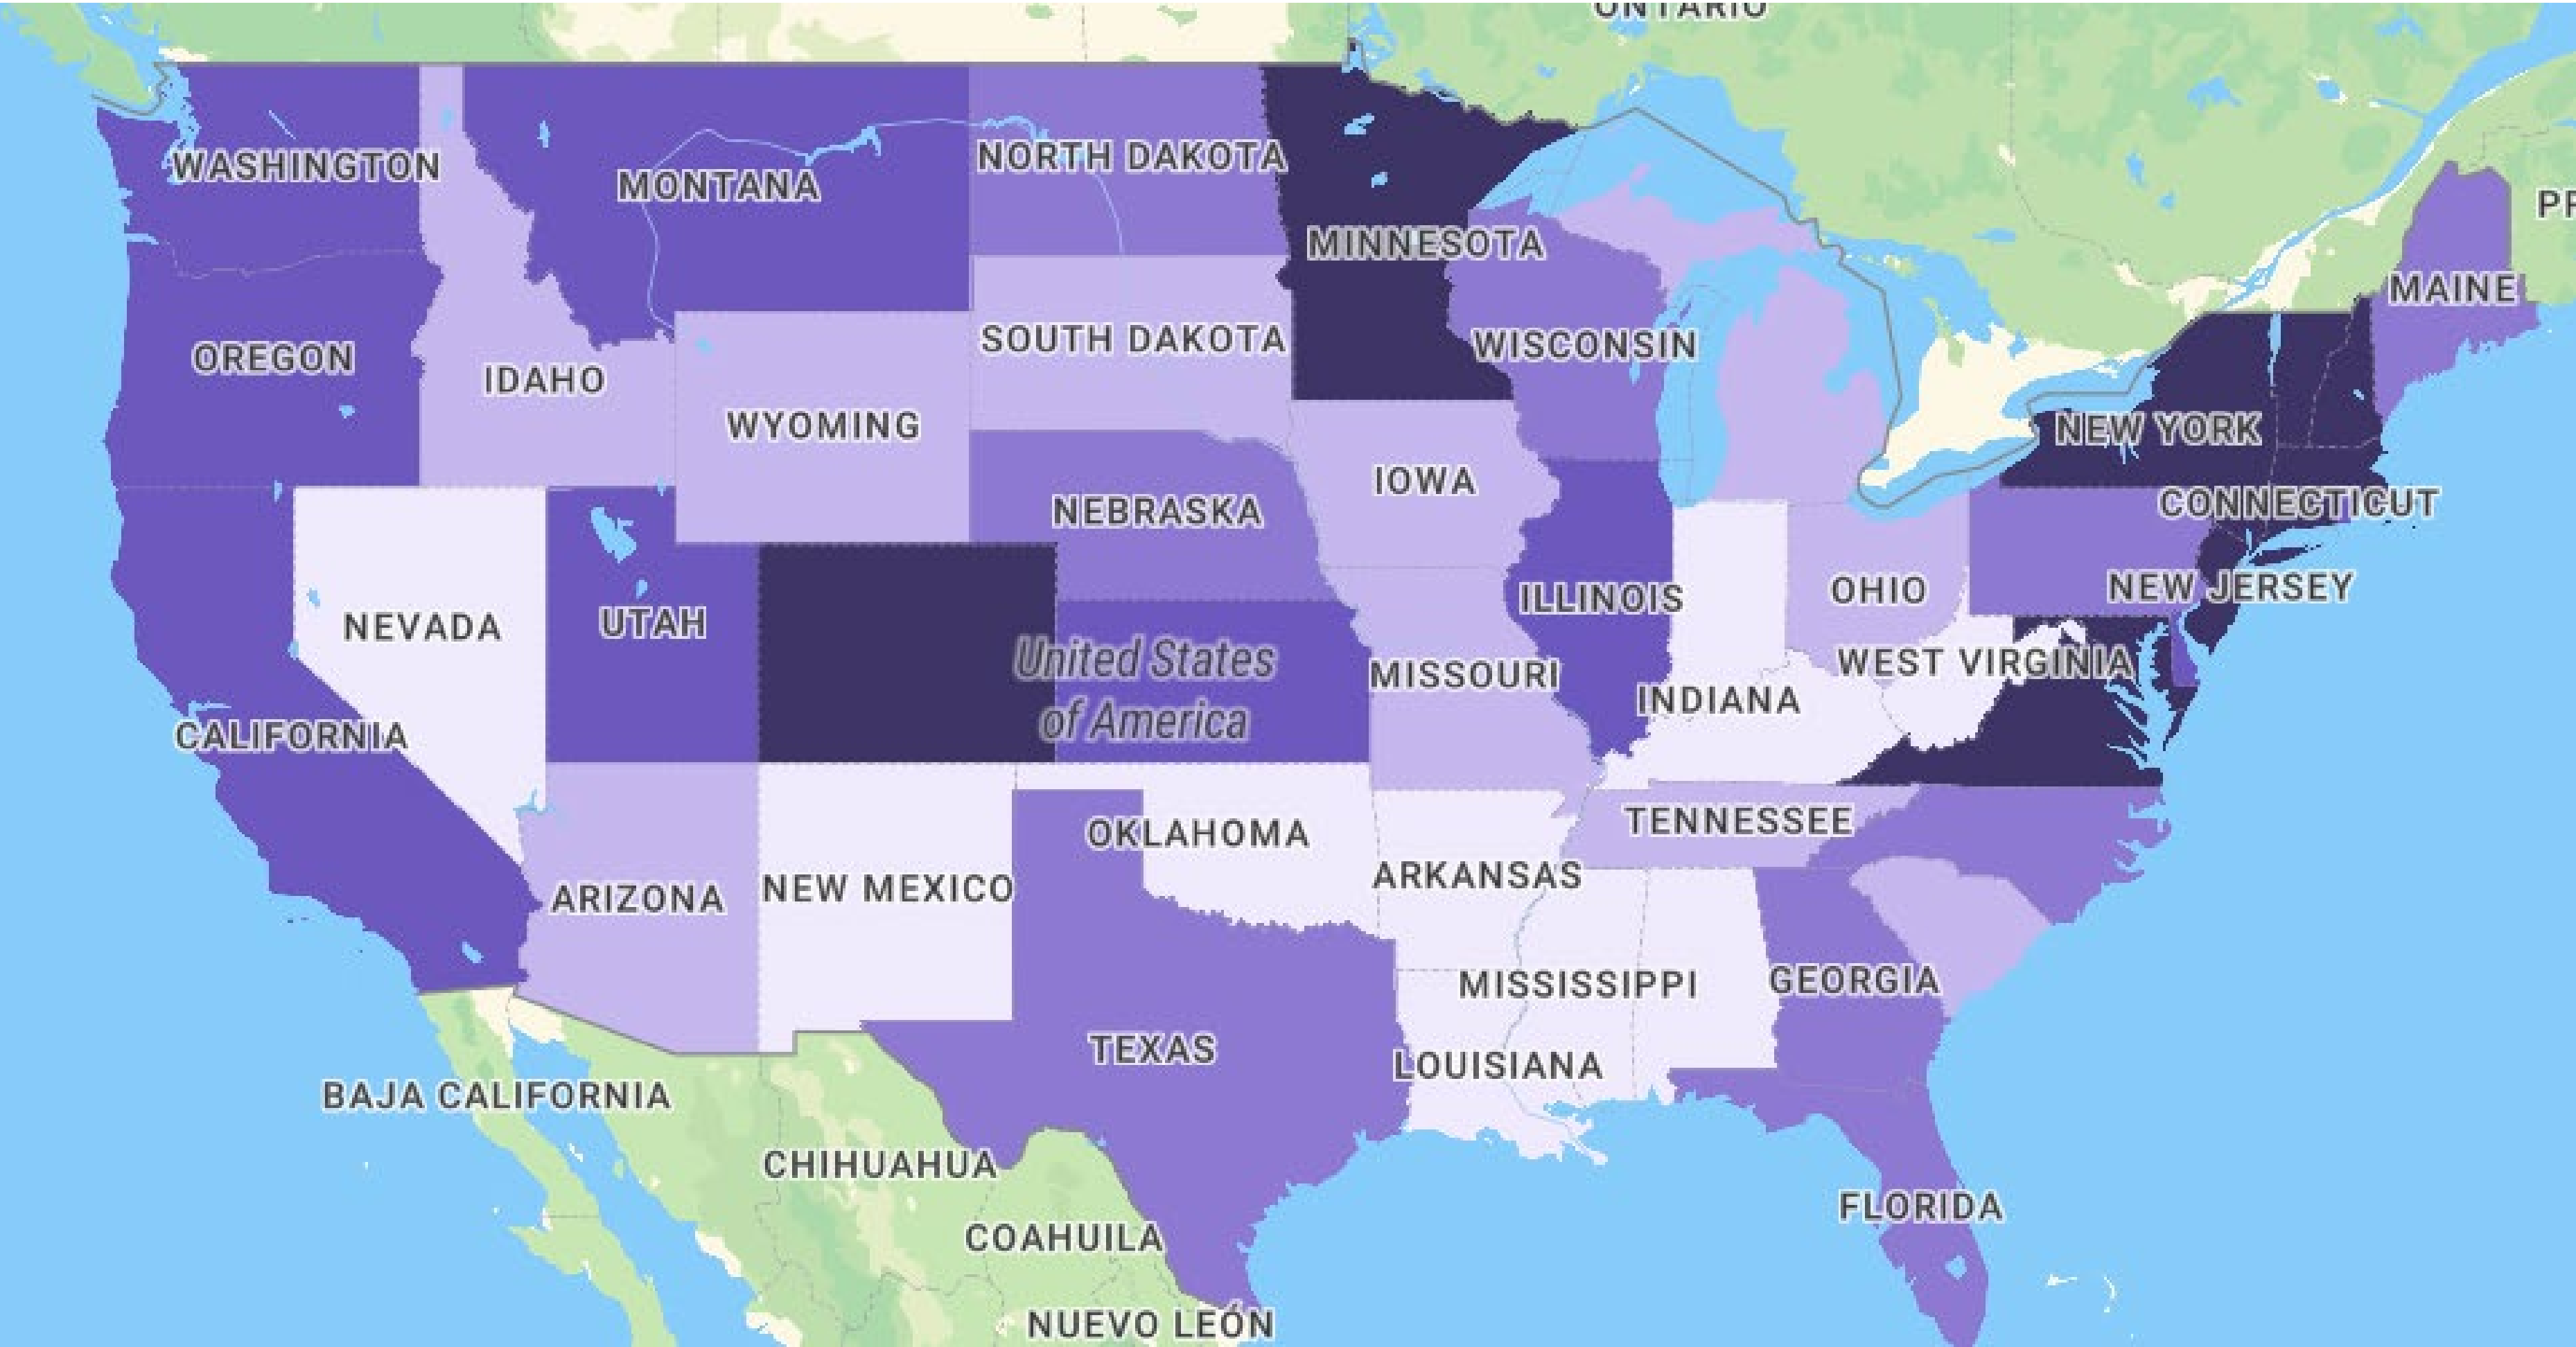 ONTARIO
WASHINGTON
MONTANA
NORTH DAKOTA
MINNESOTA
MAINE
OREGON
IDAHO
SOUTH DAKOTA
WISCONSIN
WYOMING
NEW YORK
IOWA
NEBRASKA
CONNECTICUT
NEVADA
UTAH
ILLINOIS
OHIO
NEW JERSEY
United States
of America
MISSOURI
INDIANA
WEST VIRGINIA
CALIFORNIA
OKLAHOMA
TENNESSEE
ARIZONA
NEW MEXICO
ARKANSAS
MISSISSIPPI
GEORGIA
TEXAS
LOUISIANA
BAJA CALIFORNIA
CHIHUAHUA
FLORIDA
COAHUILA
NUEVO LEÓN